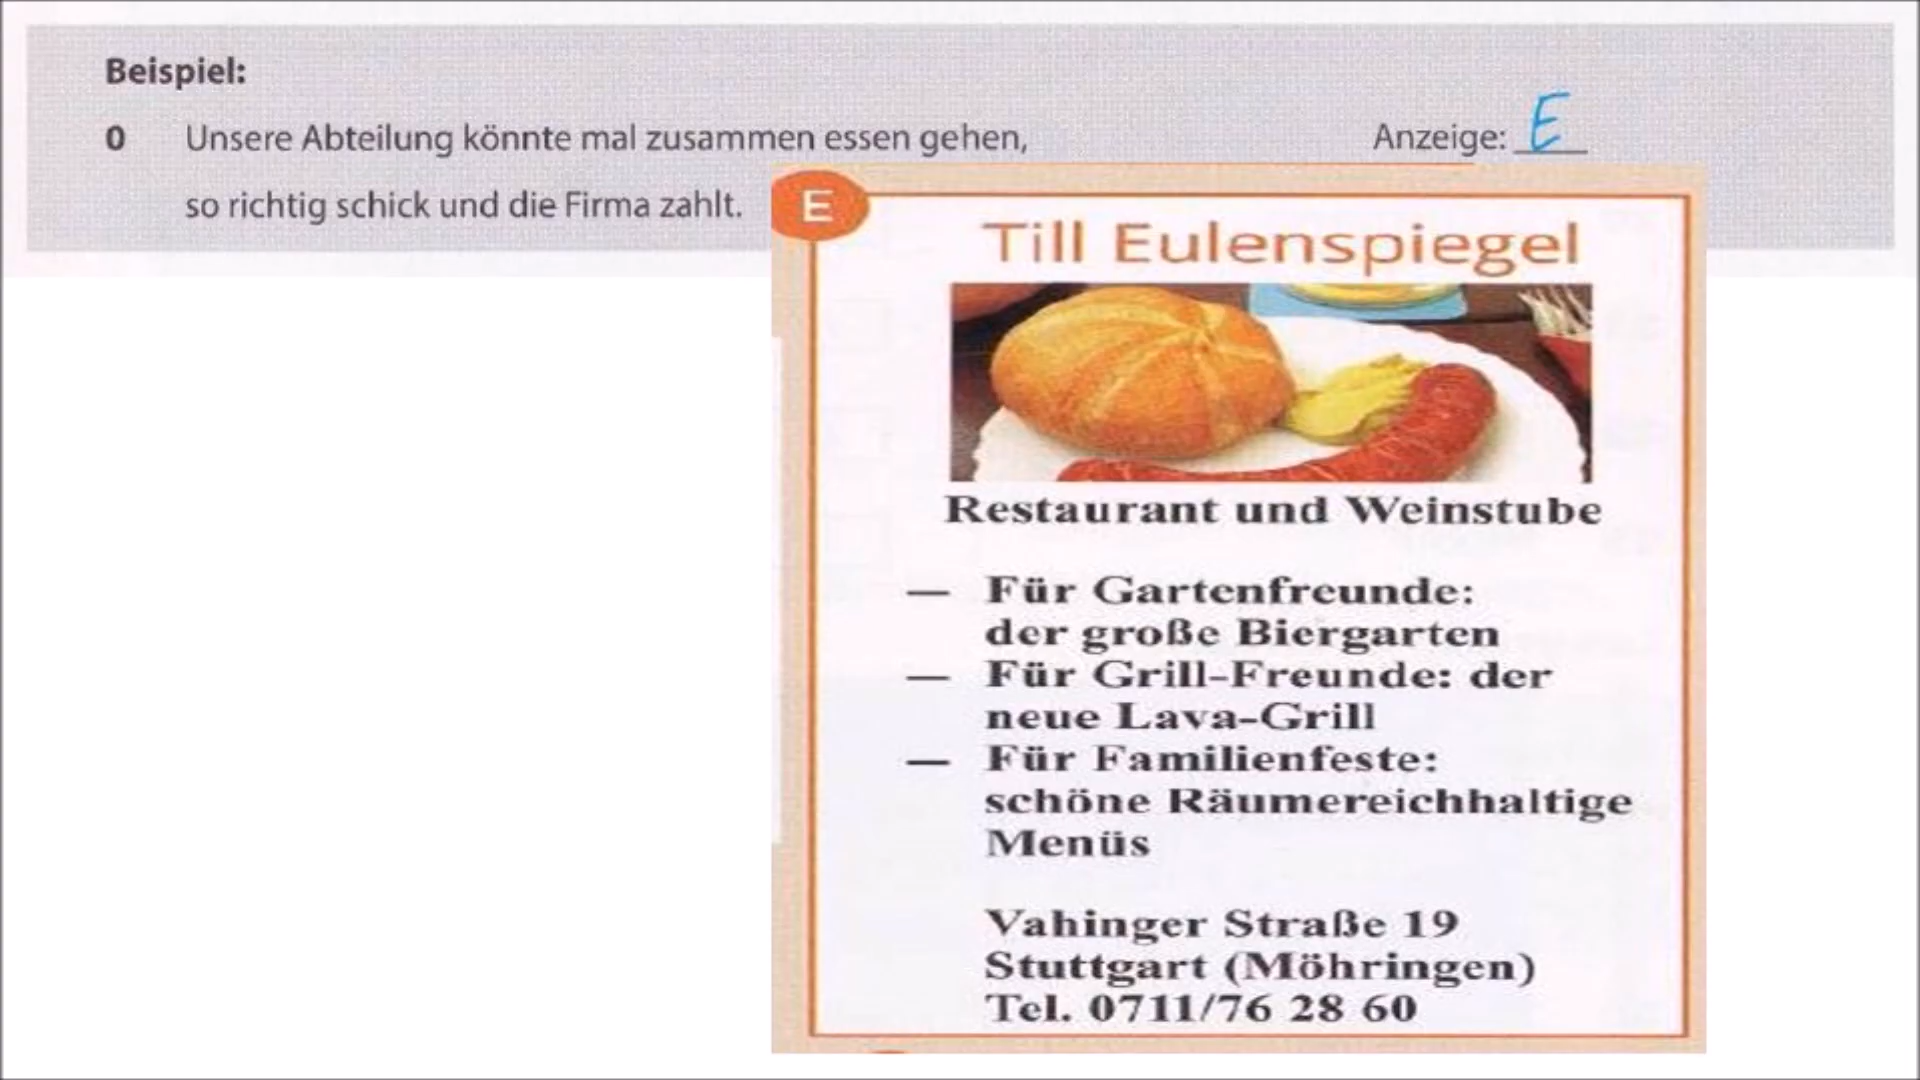 Beispiel:
0 Unsere Abteilung könnte mal zusammen essen gehen, Anzeige: E
so richtig schick und die Firma zahlt.
E
Till Eulenspiegel
Restaurant und Weinstube
— Für Gartenfreunde:
der große Biergarten
— Für Grill-Freunde: der
neue Lava-Grill
— Für Familienfeste:
schöne Räumereichhaltige
Menüs
Vahinger Straße 19
Stuttgart (Möhringen)
Tel. 0711/76 28 60